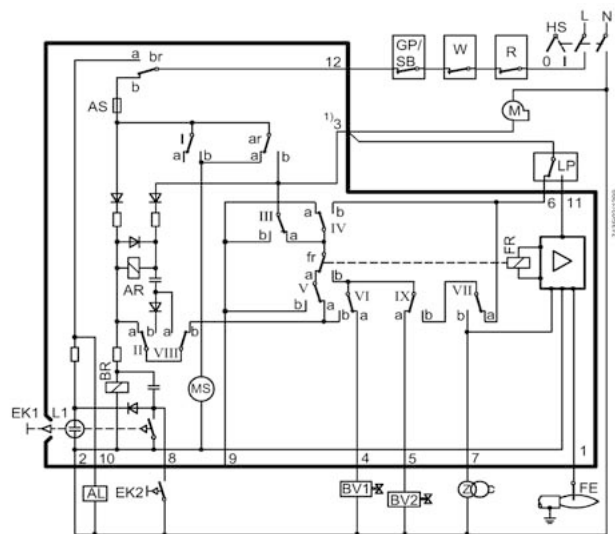 L N
HS
GP/
SB
W
R
0 I
a br
b
12
AS
M
1)
3
I
ar
a b a b
LP
6 11
III
a b
IV
b a
fr
FR
a b
AR
V
b a
VI
IX
VII
a b a b
b a
a b
b a
II VIII
BR
MS
EK1 L1
2 10 8 9 4 5 7 1
AL
EK2
BV1
BV2
Z
FE